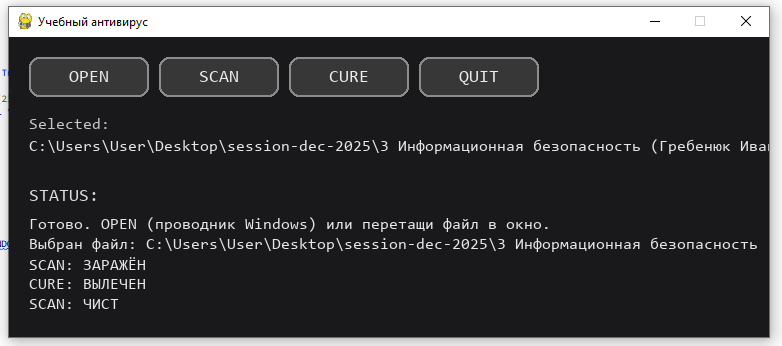 Учебный антивирус
OPEN SCAN CURE QUIT
Selected:
C:\Users\User\Desktop\session-dec-2025\3 Информационная безопасность (Гребенюк Иван
STATUS:
Готово. OPEN (проводник Windows) или перетащи файл в окно.
Выбран файл: C:\Users\User\Desktop\session-dec-2025\3 Информационная безопасность
SCAN: ЗАРАЖЁН
CURE: ВЫЛЕЧЕН
SCAN: ЧИСТ